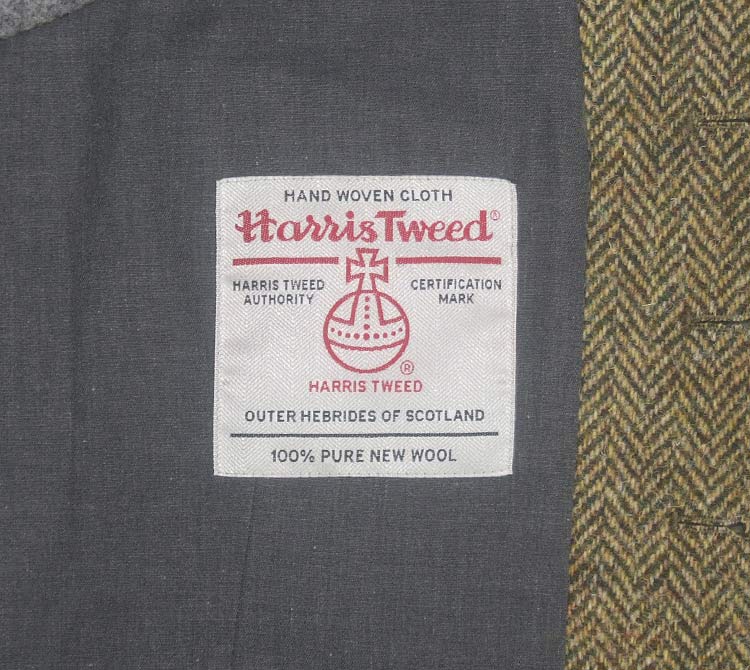 HAND WOVEN CLOTH
Harris Tweed®
HARRIS TWEED AUTHORITY
CERTIFICATION MARK
®
HARRIS TWEED
OUTER HEBRIDES OF SCOTLAND
100% PURE NEW WOOL